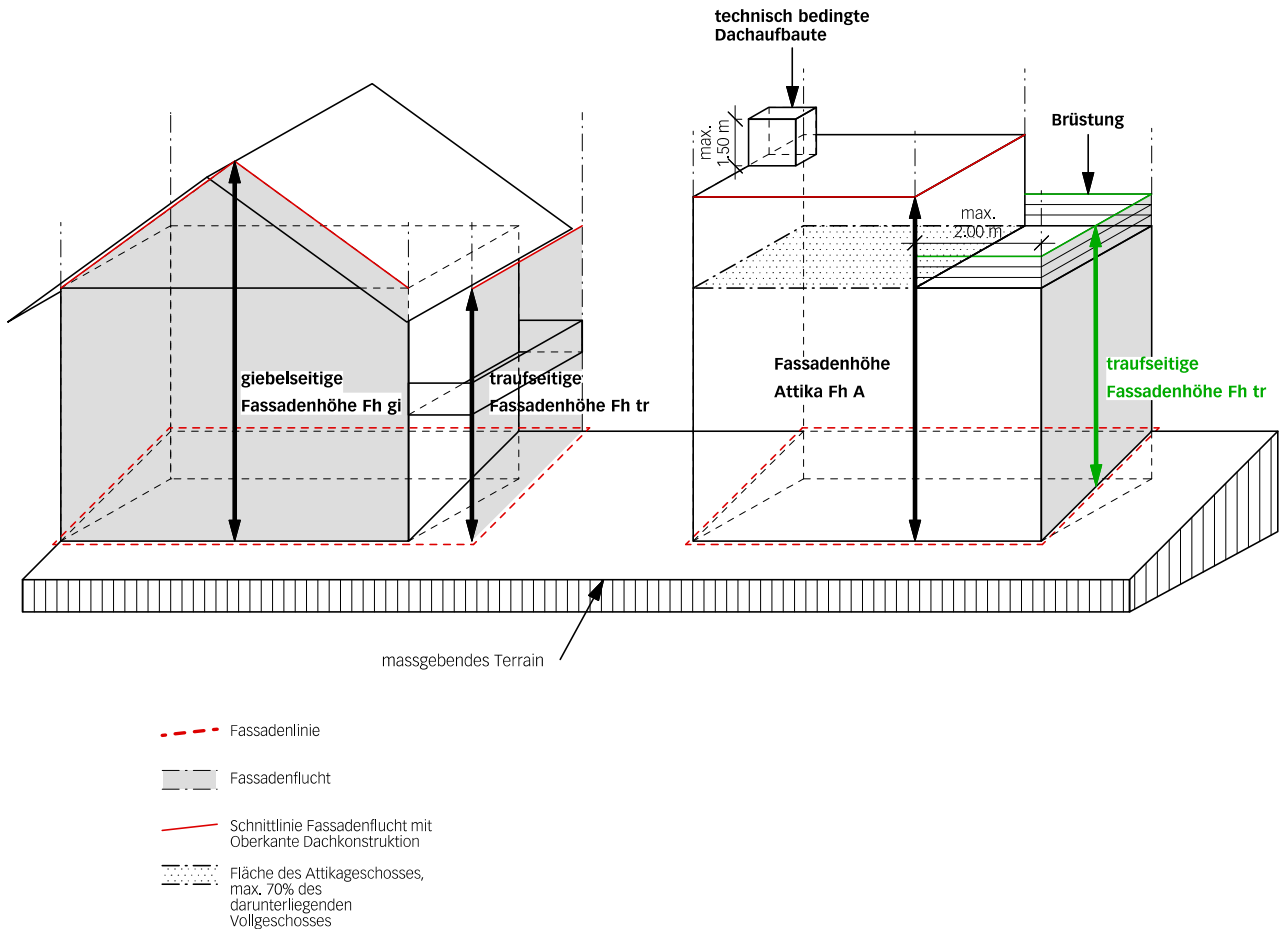 technisch bedingte
Dachaufbaute
max.
1.50 m
Brüstung
max.
2.00 m
giebelseitige
Fassadenhöhe Fh gi
traufseitige
Fassadenhöhe Fh tr
Fassadenhöhe
Attika Fh A
traufseitige
Fassadenhöhe Fh tr
massgebendes Terrain
Fassadenlinie
Fassadenflucht
Schnittlinie Fassadenflucht mit
Oberkante Dachkonstruktion
Fläche des Attikageschosses,
max. 70% des
darunterliegenden
Vollgeschosses